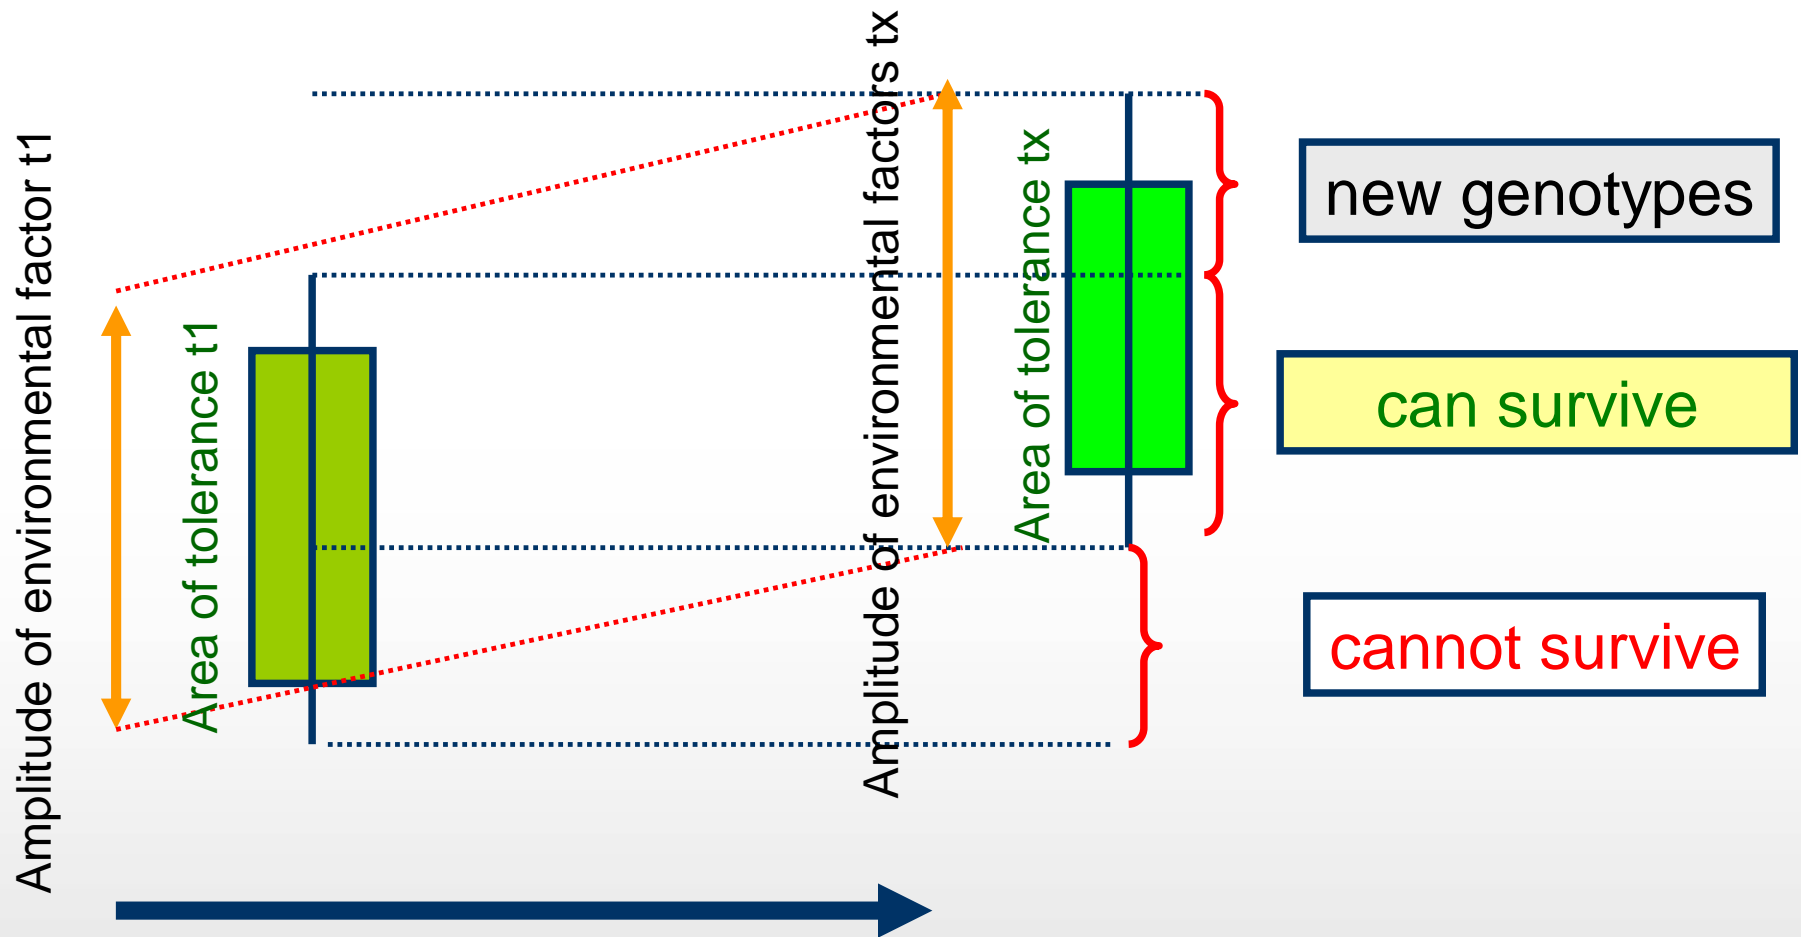 Amplitude of environmental factor t1
Area of tolerance t1
Amplitude of environmental factors tx
Area of tolerance tx
new genotypes
can survive
cannot survive